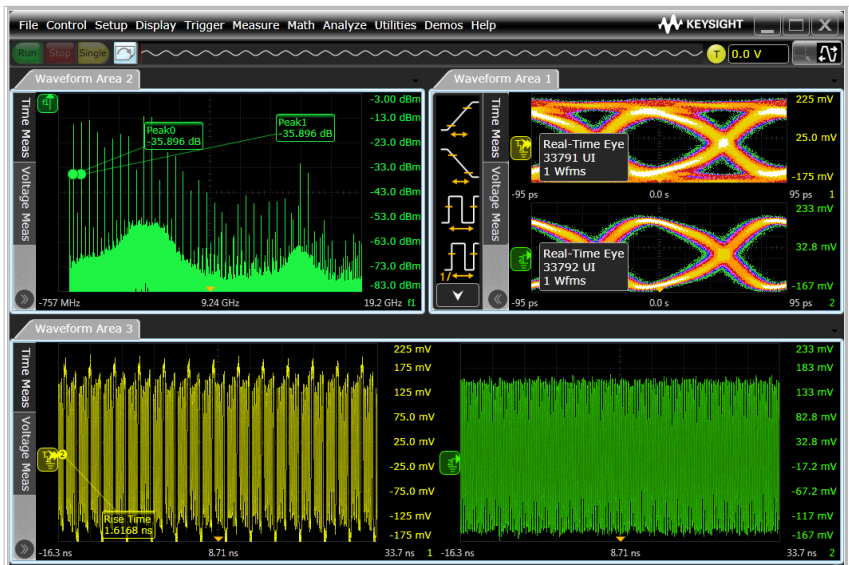 File Control Setup Display Trigger Measure Math Analyze Utilities Demos Help
KEYSIGHT
Run Stop Single
T 0.0 V
Waveform Area 2
Time Meas
Voltage Meas
f1
Peak0
-35.896 dB
Peak1
-35.896 dB
-3.00 dBm
-13.0 dBm
-23.0 dBm
-33.0 dBm
-43.0 dBm
-53.0 dBm
-63.0 dBm
-73.0 dBm
-83.0 dBm
-757 MHz 9.24 GHz 19.2 GHz f1
Waveform Area 1
Time Meas
Voltage Meas
1/
Real-Time Eye
33791 UI
1 Wfms
225 mV
25.0 mV
-175 mV
-95 ps 0.0 s 95 ps 1
Real-Time Eye
33792 UI
1 Wfms
233 mV
32.8 mV
-167 mV
-95 ps 0.0 s 95 ps 2
Waveform Area 3
Time Meas
Voltage Meas
2
Rise Time
1.6168 ns
225 mV
175 mV
125 mV
75.0 mV
25.0 mV
-25.0 mV
-75.0 mV
-125 mV
-175 mV
-16.3 ns 8.71 ns 33.7 ns 1
233 mV
183 mV
133 mV
82.8 mV
32.8 mV
-17.2 mV
-67.2 mV
-117 mV
-167 mV
-16.3 ns 8.71 ns 33.7 ns 2